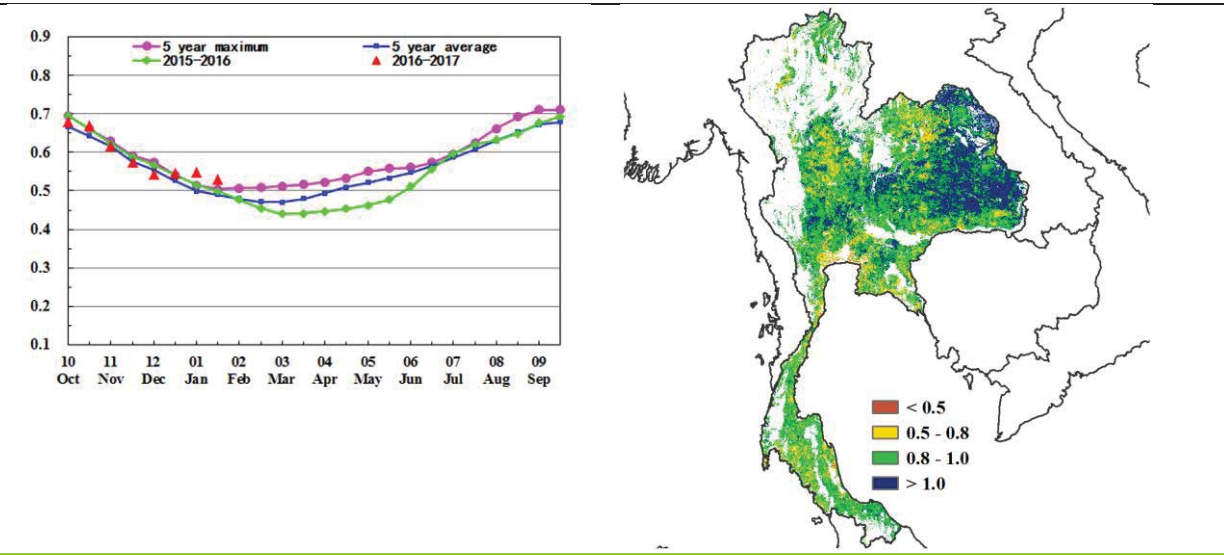 5 year maximum
5 year average
2015-2016
2016-2017
0.9
0.8
0.7
0.6
0.5
0.4
0.3
0.2
0.1
10 11 12 01 02 03 04 05 06 07 08 09
Oct Nov Dec Jan Feb Mar Apr May Jun Jul Aug Sep
< 0.5
0.5 - 0.8
0.8 - 1.0
> 1.0